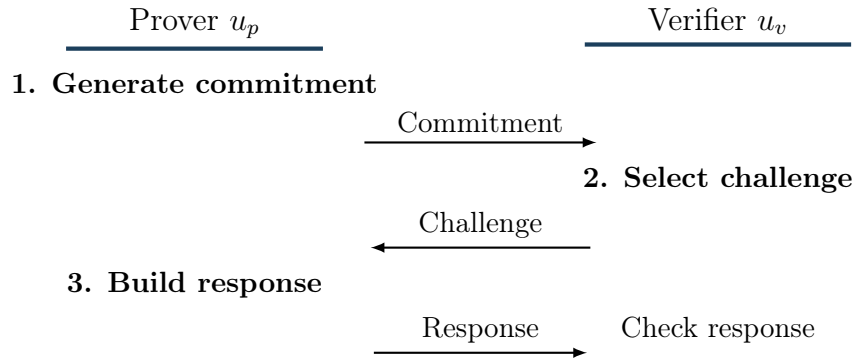 Prover u_p
Verifier u_v
1. Generate commitment
Commitment
2. Select challenge
Challenge
3. Build response
Response
Check response